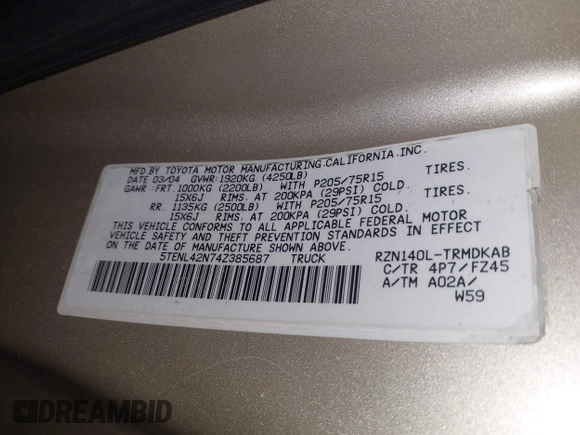 MFD.BY TOYOTA MOTOR MANUFACTURING.CALIFORNIA.INC.
DATE 03/04 GVWR:1920KG (4250LB)
GAWR:FRT.1000KG (2200LB) WITH P205/75R15 TIRES.
15X6J RIMS. AT 200KPA (29PSI) COLD.
RR. 1135KG (2500LB) WITH P205/75R15 TIRES.
15X6J RIMS. AT 200KPA (29PSI) COLD.
THIS VEHICLE CONFORMS TO ALL APPLICABLE FEDERAL MOTOR
VEHICLE SAFETY AND THEFT PREVENTION STANDARDS IN EFFECT
ON THE DATE OF MANUFACTURE SHOWN ABOVE.
5TENL42N74Z385687 TRUCK
RZN140L-TRMDKAB
C/TR 4P7/FZ45
A/TM A02A/
W59
DREAMBID